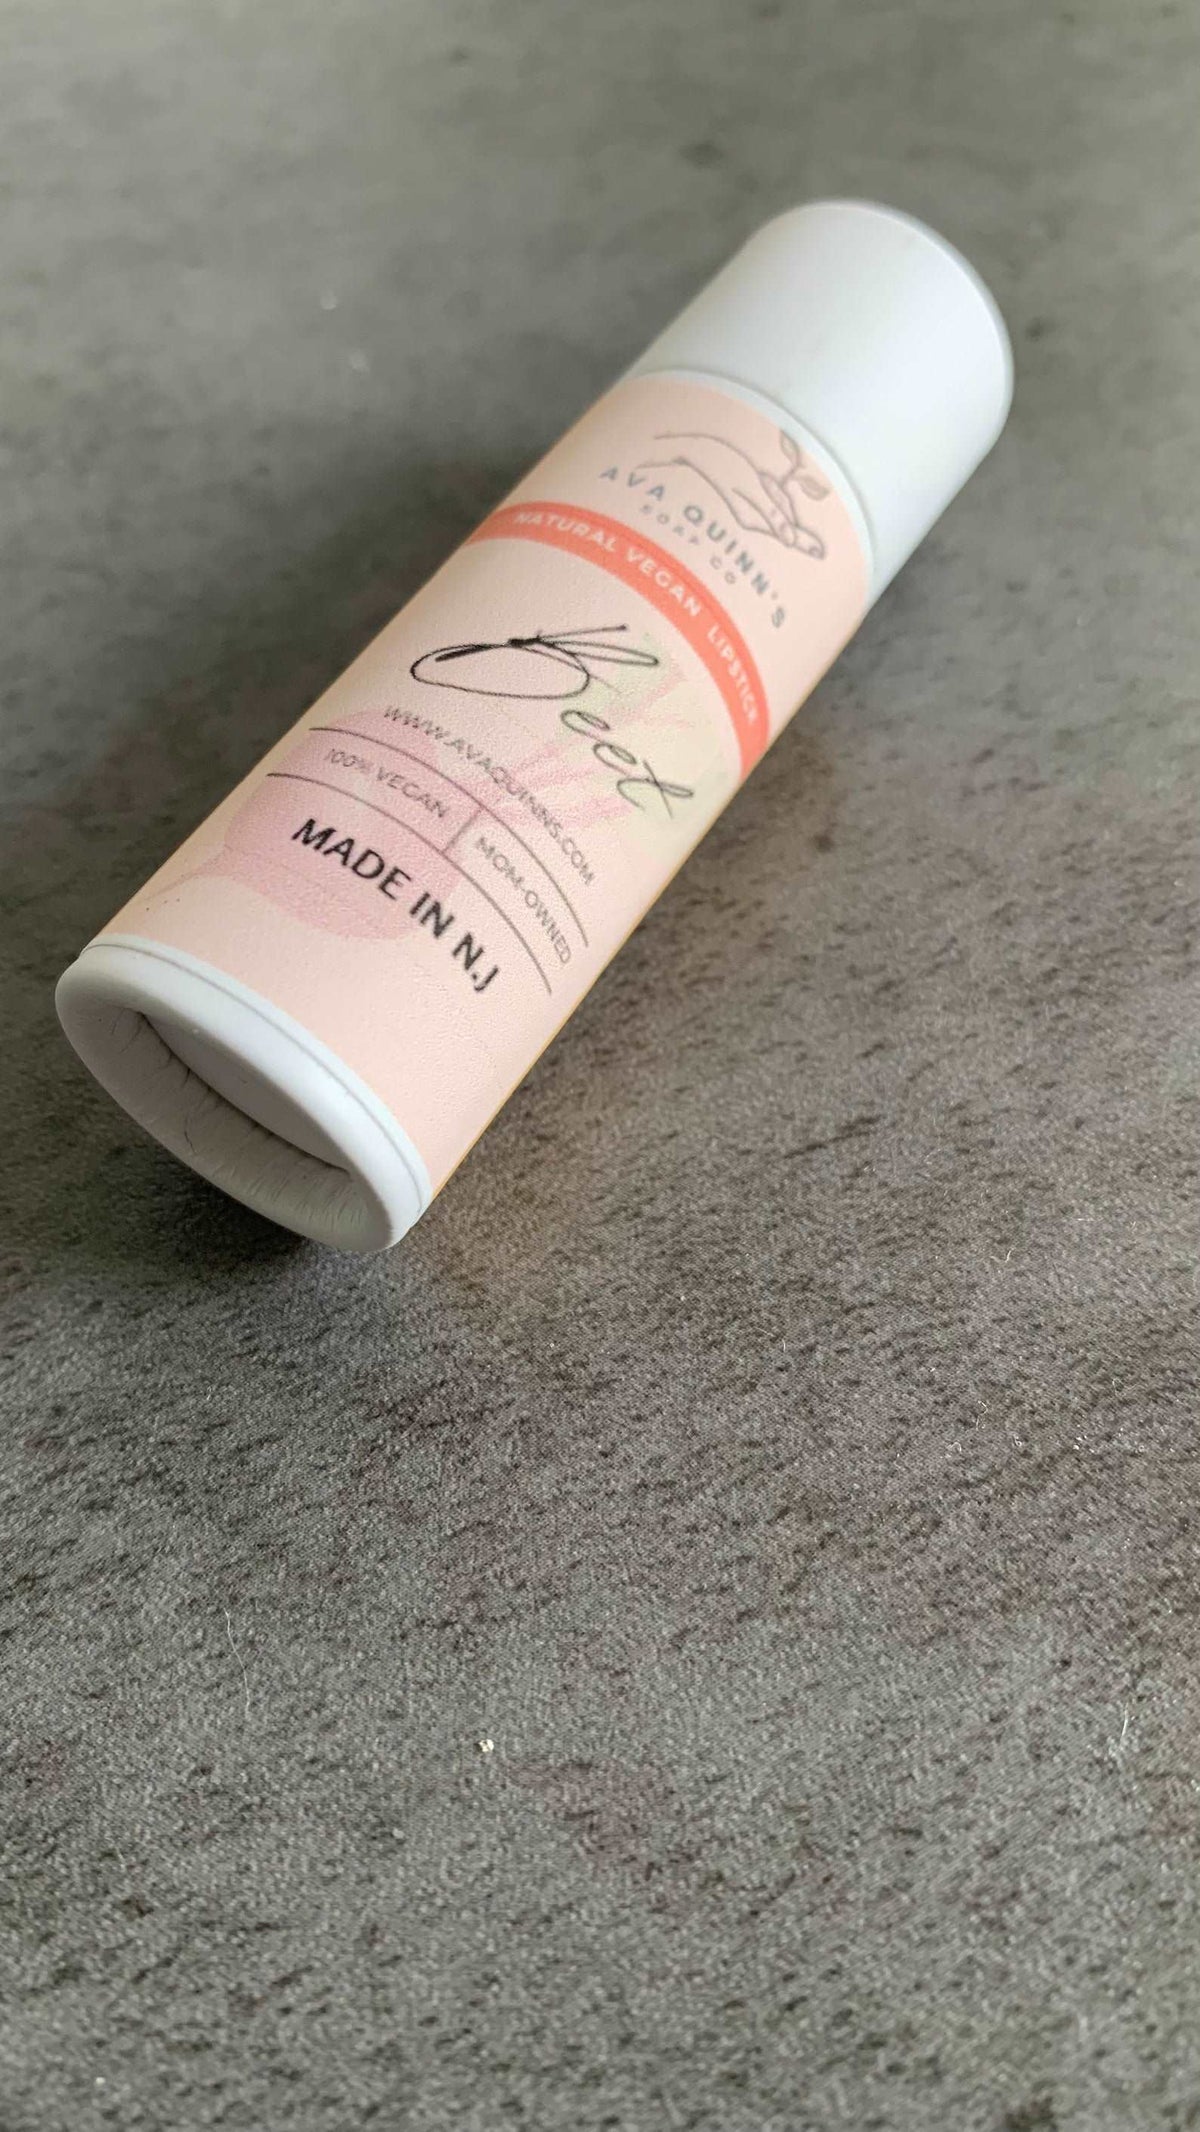 AVA QUINN'S
SOAP CO
NATURAL VEGAN LIPSTICK
Beet
WWW.AVAQUINNS.COM
100% VEGAN MOM-OWNED
MADE IN N.J